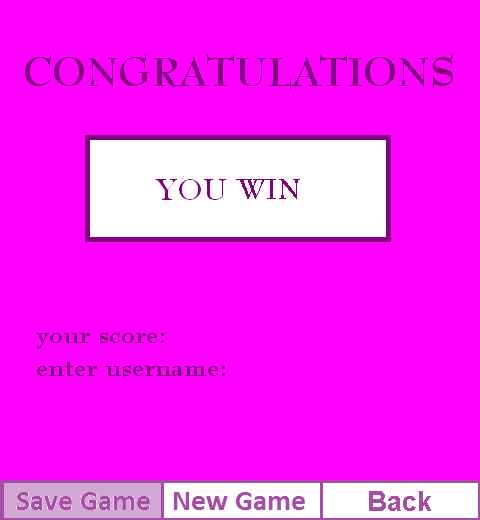 CONGRATULATIONS
YOU WIN
your score:
enter username:
Save Game New Game Back